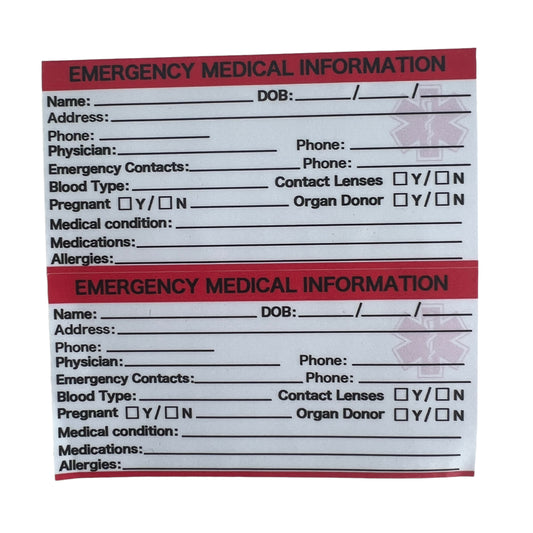 EMERGENCY MEDICAL INFORMATION
Name: DOB: / /
Address:
Phone:
Physician: Phone:
Emergency Contacts: Phone:
Blood Type: Contact Lenses ☐ Y/☐ N
Pregnant ☐ Y/☐ N Organ Donor ☐ Y/☐ N
Medical condition:
Medications:
Allergies:
EMERGENCY MEDICAL INFORMATION
Name: DOB: / /
Address:
Phone:
Physician: Phone:
Emergency Contacts: Phone:
Blood Type: Contact Lenses ☐ Y/☐ N
Pregnant ☐ Y/☐ N Organ Donor ☐ Y/☐ N
Medical condition:
Medications:
Allergies: